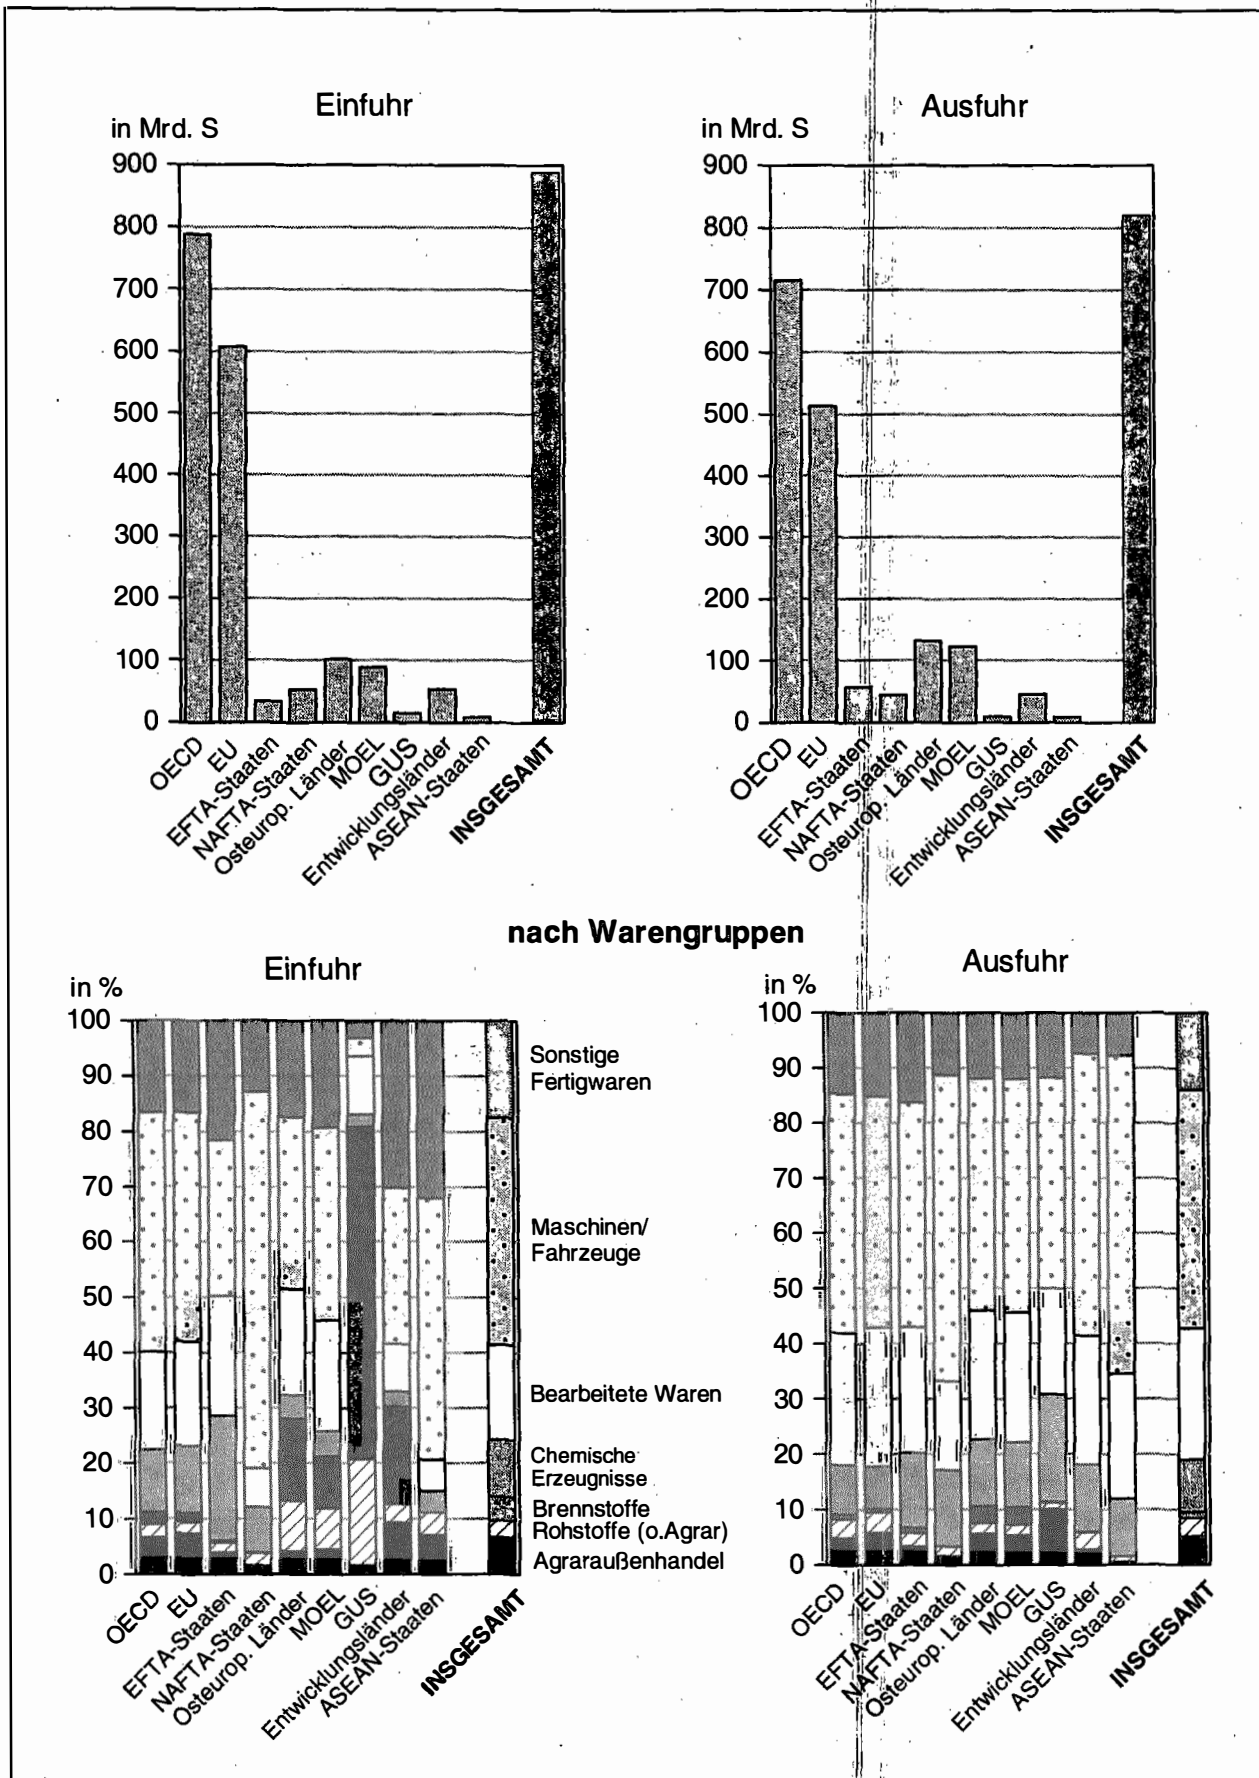 Einfuhr
in Mrd. S
900
800
700
600
500
400
300
200
100
0
OECD
EU
EFTA-Staaten
NAFTA-Staaten
Osteurop. Länder
MOEL
GUS
Entwicklungsländer
ASEAN-Staaten
INSGESAMT
Ausfuhr
in Mrd. S
900
800
700
600
500
400
300
200
100
0
OECD
EU
EFTA-Staaten
NAFTA-Staaten
Osteurop. Länder
MOEL
GUS
Entwicklungsländer
ASEAN-Staaten
INSGESAMT
nach Warengruppen
Einfuhr
in %
100
90
80
70
60
50
40
30
20
10
0
OECD
EU
EFTA-Staaten
NAFTA-Staaten
Osteurop. Länder
MOEL
GUS
Entwicklungsländer
ASEAN-Staaten
INSGESAMT
Sonstige
Fertigwaren
Maschinen/
Fahrzeuge
Bearbeitete Waren
Chemische
Erzeugnisse
Brennstoffe
Rohstoffe (o.Agrar)
Agraraußenhandel
Ausfuhr
in %
100
90
80
70
60
50
40
30
20
10
0
OECD
EU
EFTA-Staaten
NAFTA-Staaten
Osteurop. Länder
MOEL
GUS
Entwicklungsländer
ASEAN-Staaten
INSGESAMT